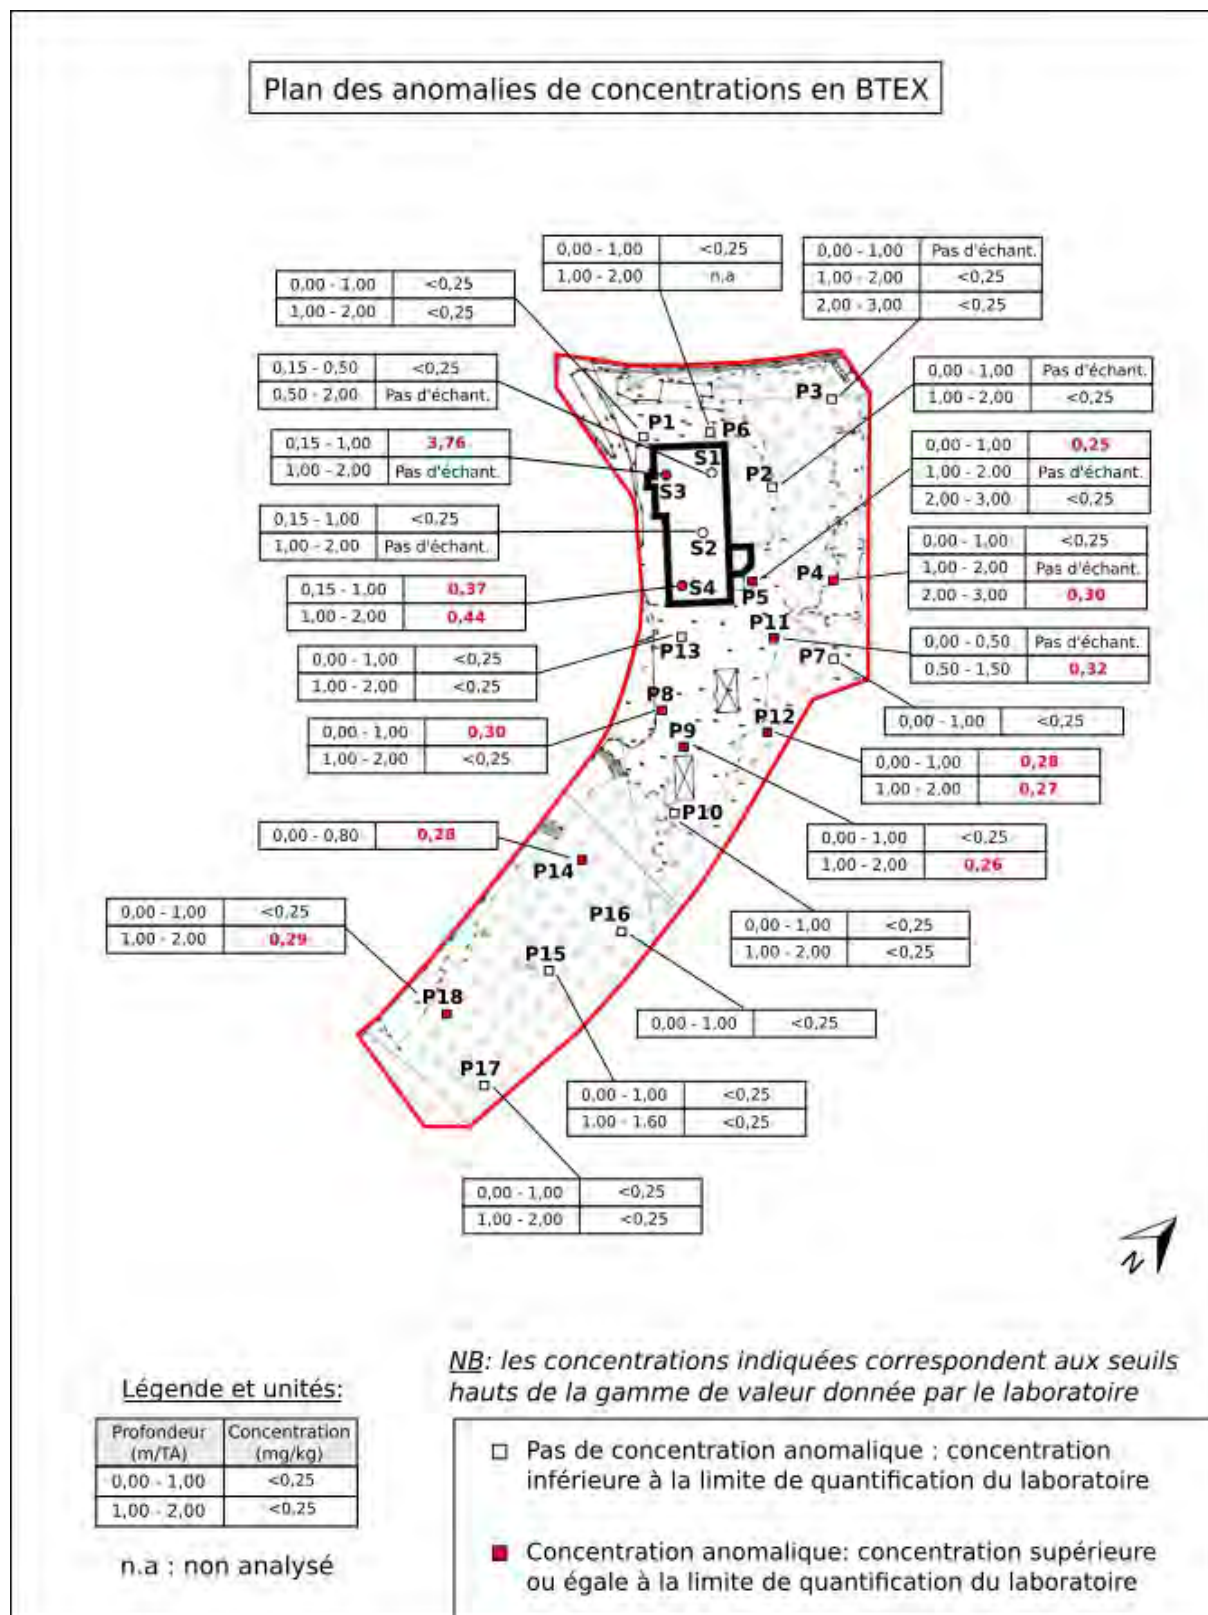 Plan des anomalies de concentrations en BTEX
0,00 - 1,00 <0,25
1,00 - 2,00 n,a
0,00 - 1,00 Pas d'échant.
1,00 - 2,00 <0,25
2,00 - 3,00 <0,25
0,00 - 1,00 <0,25
1,00 - 2,00 <0,25
0,15 - 0,50 <0,25
0,50 - 2,00 Pas d'échant.
0,00 - 1,00 Pas d'échant.
1,00 - 2,00 <0,25
0,15 - 1,00 3,76
1,00 - 2,00 Pas d'échant.
0,00 - 1,00 0,25
1,00 - 2.00 Pas d'échant.
2,00 - 3,00 <0,25
0,15 - 1,00 <0,25
1,00 - 2,00 Pas d'échant.
0,00 - 1,00 <0,25
1,00 - 2,00 Pas d'échant.
2,00 - 3,00 0,30
0,15 - 1,00 0,37
1,00 - 2,00 0,44
0,00 - 0,50 Pas d'échant.
0,50 - 1,50 0,32
0,00 - 1,00 <0,25
1,00 - 2,00 <0,25
0,00 - 1,00 <0,25
0,00 - 1,00 0,30
1,00 - 2,00 <0,25
0,00 - 1,00 0,28
1,00 - 2.00 0,27
0,00 - 0,80 0,28
0,00 - 1,00 <0,25
1,00 - 2,00 0,26
0,00 - 1,00 <0,25
1.00 - 2.00 0,29
0,00 - 1,00 <0,25
1,00 - 2,00 <0,25
0,00 - 1.00 <0,25
0,00 - 1,00 <0,25
1.00 - 1.60 <0,25
0,00 - 1,00 <0,25
1,00 - 2,00 <0,25
P3
P1
P6
S1
P2
S3
S2
P4
S4
P5
P11
P13
P7
P8
P12
P9
P10
P14
P16
P15
P18
P17
N
NB: les concentrations indiquées correspondent aux seuils
hauts de la gamme de valeur donnée par le laboratoire
Légende et unités:
Profondeur (m/TA) Concentration (mg/kg)
0,00 - 1,00 <0,25
1,00 - 2,00 <0,25
n.a : non analysé
Pas de concentration anomalique : concentration
inférieure à la limite de quantification du laboratoire
Concentration anomalique: concentration supérieure
ou égale à la limite de quantification du laboratoire